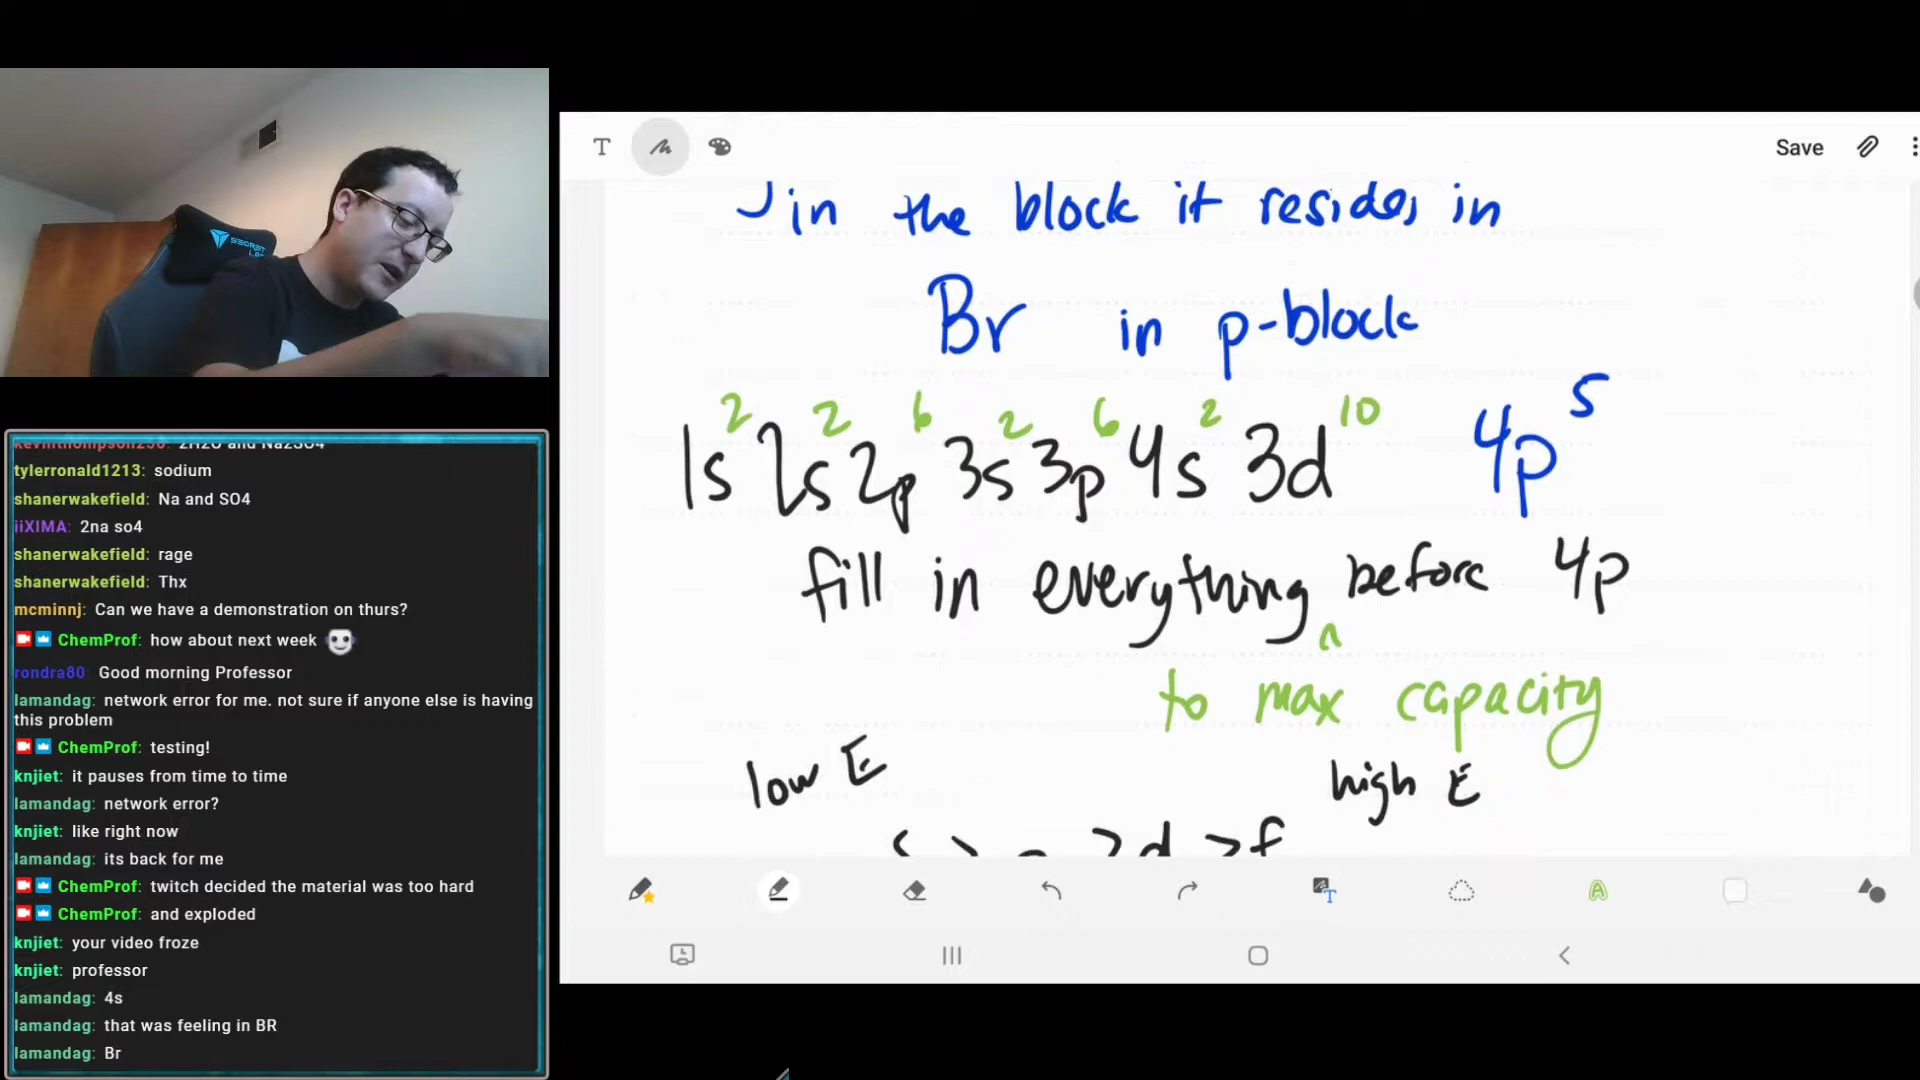 SECRET
kevinthompson256: 2H2O and Na2SO4
tylerronald1213: sodium
shanerwakefield: Na and SO4
iiXIMA: 2na so4
shanerwakefield: rage
shanerwakefield: Thx
mcminnj: Can we have a demonstration on thurs?
ChemProf: how about next week
rondra80: Good morning Professor
lamandag: network error for me. not sure if anyone else is having
this problem
ChemProf: testing!
knjiet: it pauses from time to time
lamandag: network error?
knjiet: like right now
lamandag: its back for me
ChemProf: twitch decided the material was too hard
ChemProf: and exploded
knjiet: your video froze
knjiet: professor
lamandag: 4s
lamandag: that was feeling in BR
lamandag: Br
T
Save
in the block it resides in
Br in p-block
1s² 2s² 2p⁶ 3s² 3p⁶ 4s² 3d¹⁰ 4p⁵
fill in everything before 4p
^
to max capacity
low E high E
s > p > d > f